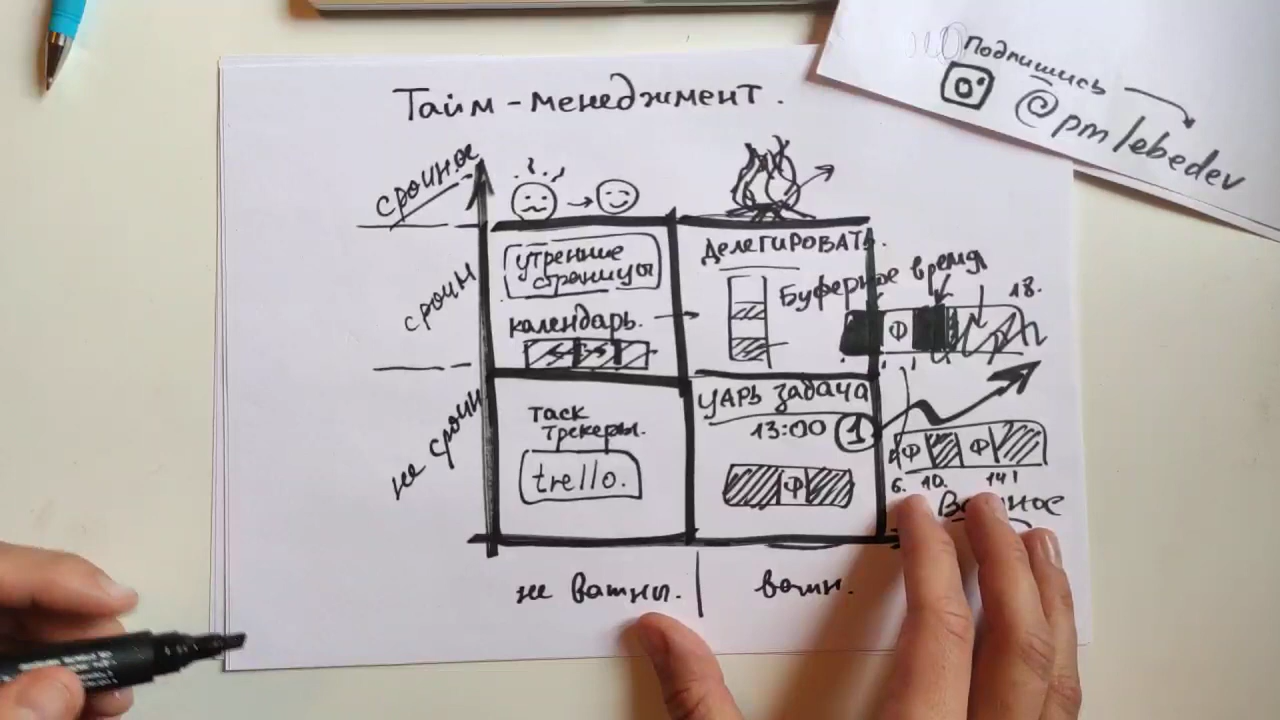 Тайм-менеджмент.
Подпишись
@pmlebedev
срочное
срочн
не срочн
утренние
страницы
календарь.
Делегировать.
Буферное время
18.
Ф
таск
трекеры.
trello.
Царь задача
13:00 1
Ф
Ф Ф
6. 10. 14
не важны. важн.